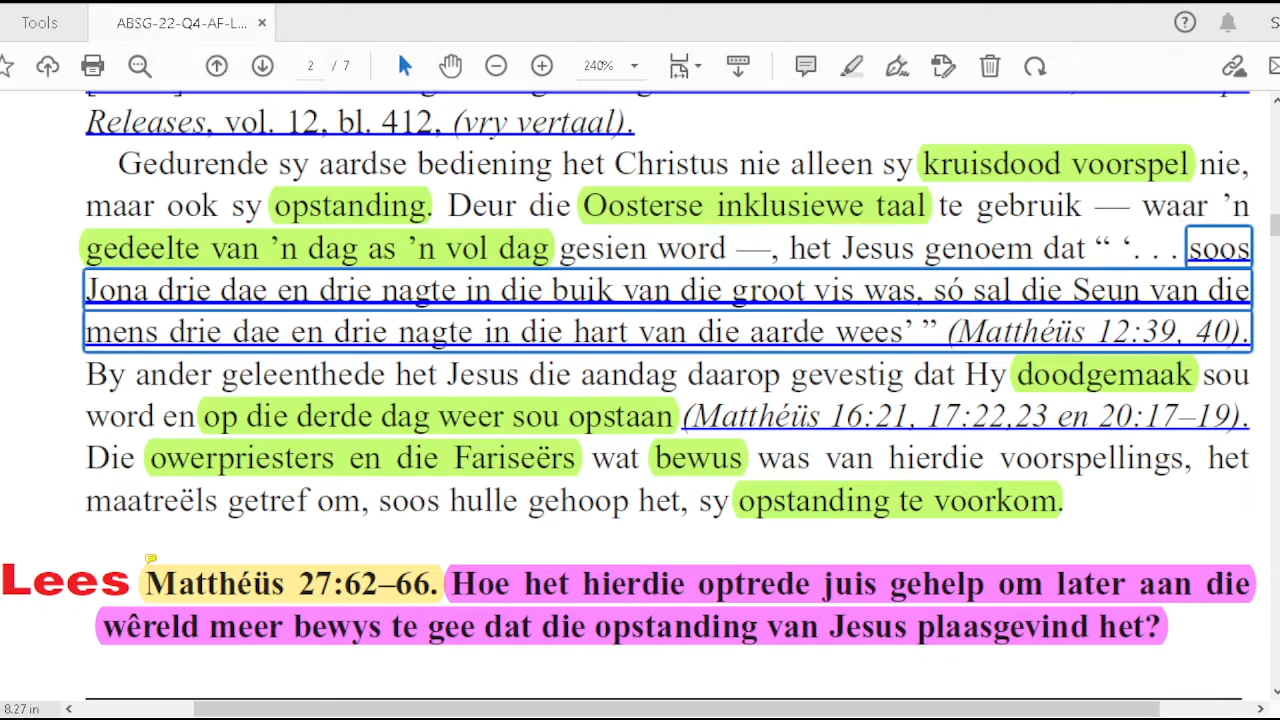 Tools
ABSG-22-Q4-AF-L... ×
2 / 7
240%
Releases, vol. 12, bl. 412, (vry vertaal).
Gedurende sy aardse bediening het Christus nie alleen sy kruisdood voorspel nie,
maar ook sy opstanding. Deur die Oosterse inklusiewe taal te gebruik — waar ’n
gedeelte van ’n dag as ’n vol dag gesien word —, het Jesus genoem dat “ ‘. . . soos
Jona drie dae en drie nagte in die buik van die groot vis was, só sal die Seun van die
mens drie dae en drie nagte in die hart van die aarde wees’ ” (Matthéüs 12:39, 40).
By ander geleenthede het Jesus die aandag daarop gevestig dat Hy doodgemaak sou
word en op die derde dag weer sou opstaan (Matthéüs 16:21, 17:22,23 en 20:17–19).
Die owerpriesters en die Fariseërs wat bewus was van hierdie voorspellings, het
maatreëls getref om, soos hulle gehoop het, sy opstanding te voorkom.
Lees Matthéüs 27:62–66. Hoe het hierdie optrede juis gehelp om later aan die
wêreld meer bewys te gee dat die opstanding van Jesus plaasgevind het?
8.27 in